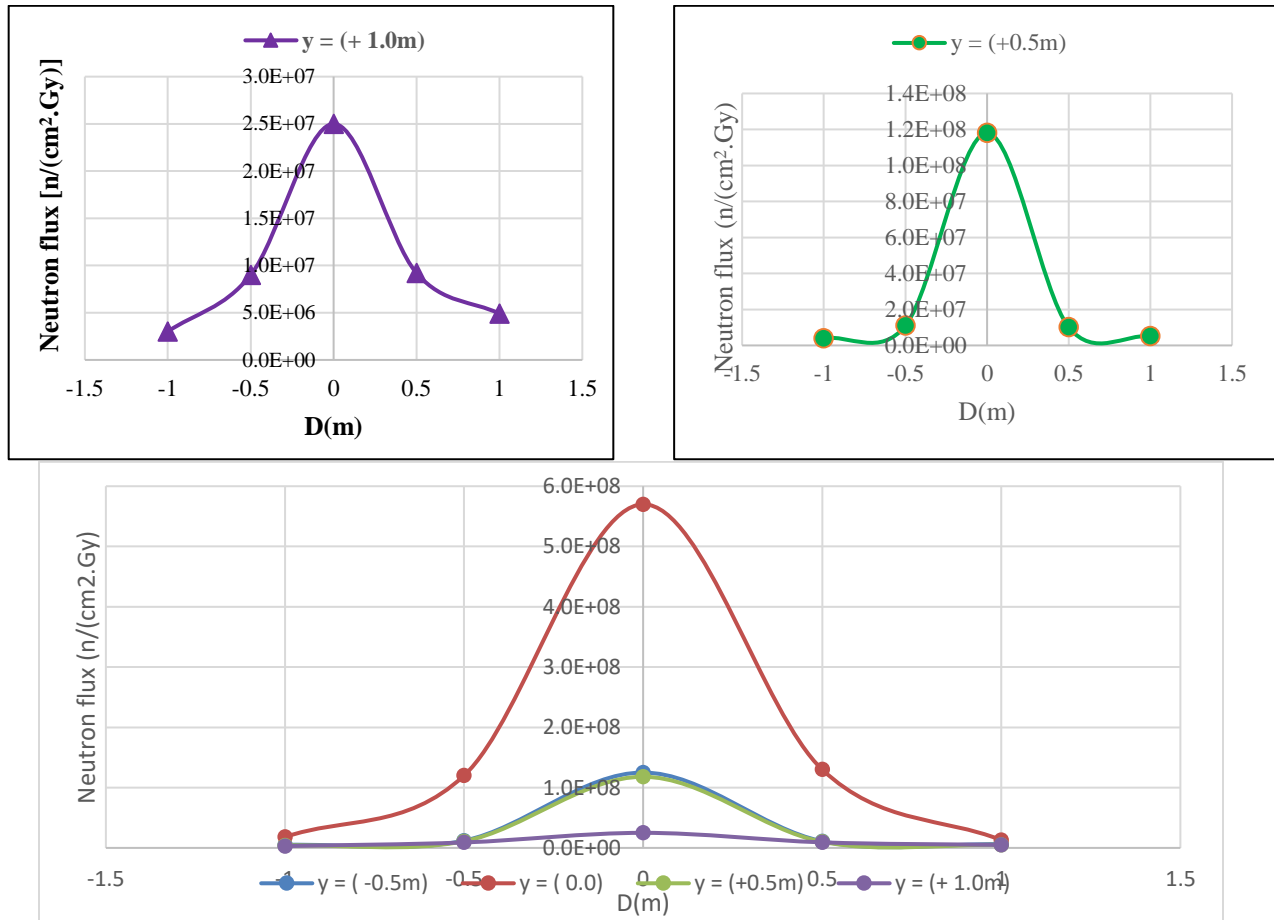 y = (+ 1.0m)
Neutron flux [n/(cm².Gy)]
3.0E+07
2.5E+07
2.0E+07
1.5E+07
1.0E+07
5.0E+06
0.0E+00
-1.5 -1 -0.5 0 0.5 1 1.5
D(m)
y = (+0.5m)
Neutron flux (n/(cm².Gy)
1.4E+08
1.2E+08
1.0E+08
8.0E+07
6.0E+07
4.0E+07
2.0E+07
0.0E+00
-1.5 -1 -0.5 0 0.5 1 1.5
D(m)
Neutron flux (n/(cm2.Gy)
6.0E+08
5.0E+08
4.0E+08
3.0E+08
2.0E+08
1.0E+08
0.0E+00
-1.5 -1 -0.5 0 0.5 1 1.5
y = ( -0.5m) y = ( 0.0) y = (+0.5m) y = (+ 1.0m)
D(m)